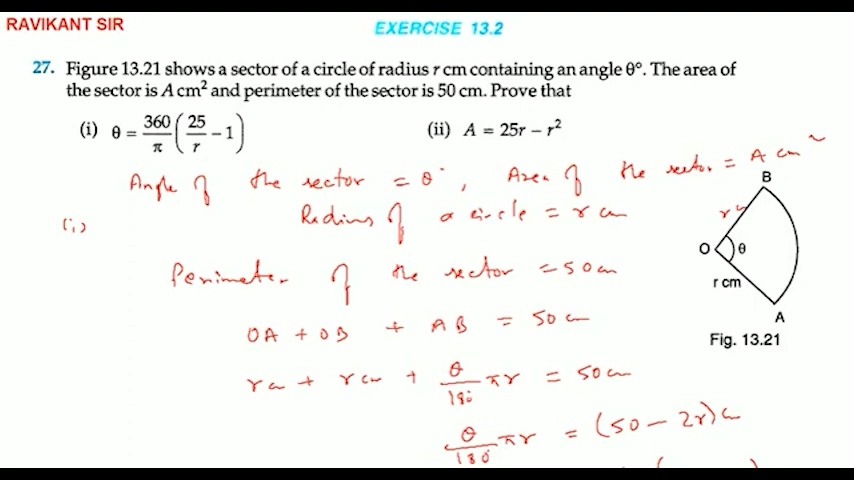 RAVIKANT SIR
EXERCISE 13.2
27. Figure 13.21 shows a sector of a circle of radius r cm containing an angle θ°. The area of
the sector is A cm² and perimeter of the sector is 50 cm. Prove that
(i) θ = 360/π (25/r − 1) (ii) A = 25r − r²
Angle of the sector = θ°, Area of the sector = A cm²
(i) Radius of a circle = r cm
Perimeter of the sector = 50 cm
OA + OB + AB = 50 cm
r cm + r cm + θ/180 πr = 50 cm
θ/180 πr = (50 − 2r) cm
B
r cm
O θ
r cm
A
Fig. 13.21